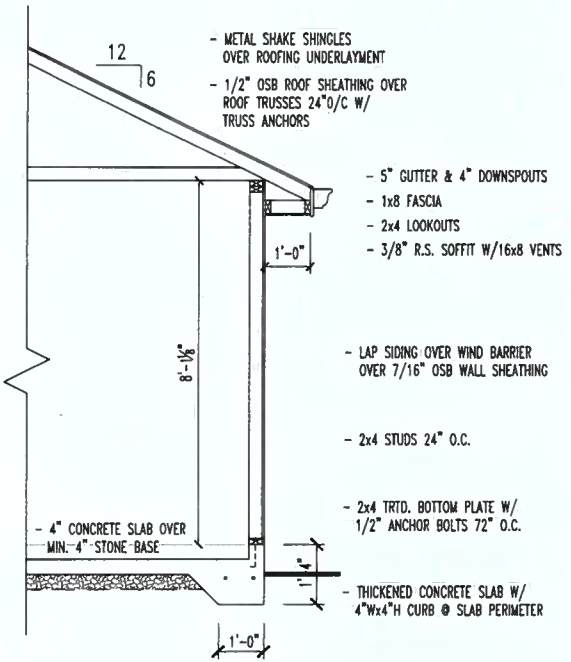 12
6
- METAL SHAKE SHINGLES
OVER ROOFING UNDERLAYMENT
- 1/2" OSB ROOF SHEATHING OVER
ROOF TRUSSES 24"O/C W/
TRUSS ANCHORS
- 5" GUTTER & 4" DOWNSPOUTS
- 1x8 FASCIA
- 2x4 LOOKOUTS
- 3/8" R.S. SOFFIT W/16x8 VENTS
1'-0"
8'-1⅛"
- LAP SIDING OVER WIND BARRIER
OVER 7/16" OSB WALL SHEATHING
- 2x4 STUDS 24" O.C.
- 2x4 TRTD. BOTTOM PLATE W/
1/2" ANCHOR BOLTS 72" O.C.
- 4" CONCRETE SLAB OVER
MIN. 4" STONE BASE
1'-4"
- THICKENED CONCRETE SLAB W/
4"Wx4"H CURB @ SLAB PERIMETER
1'-0"